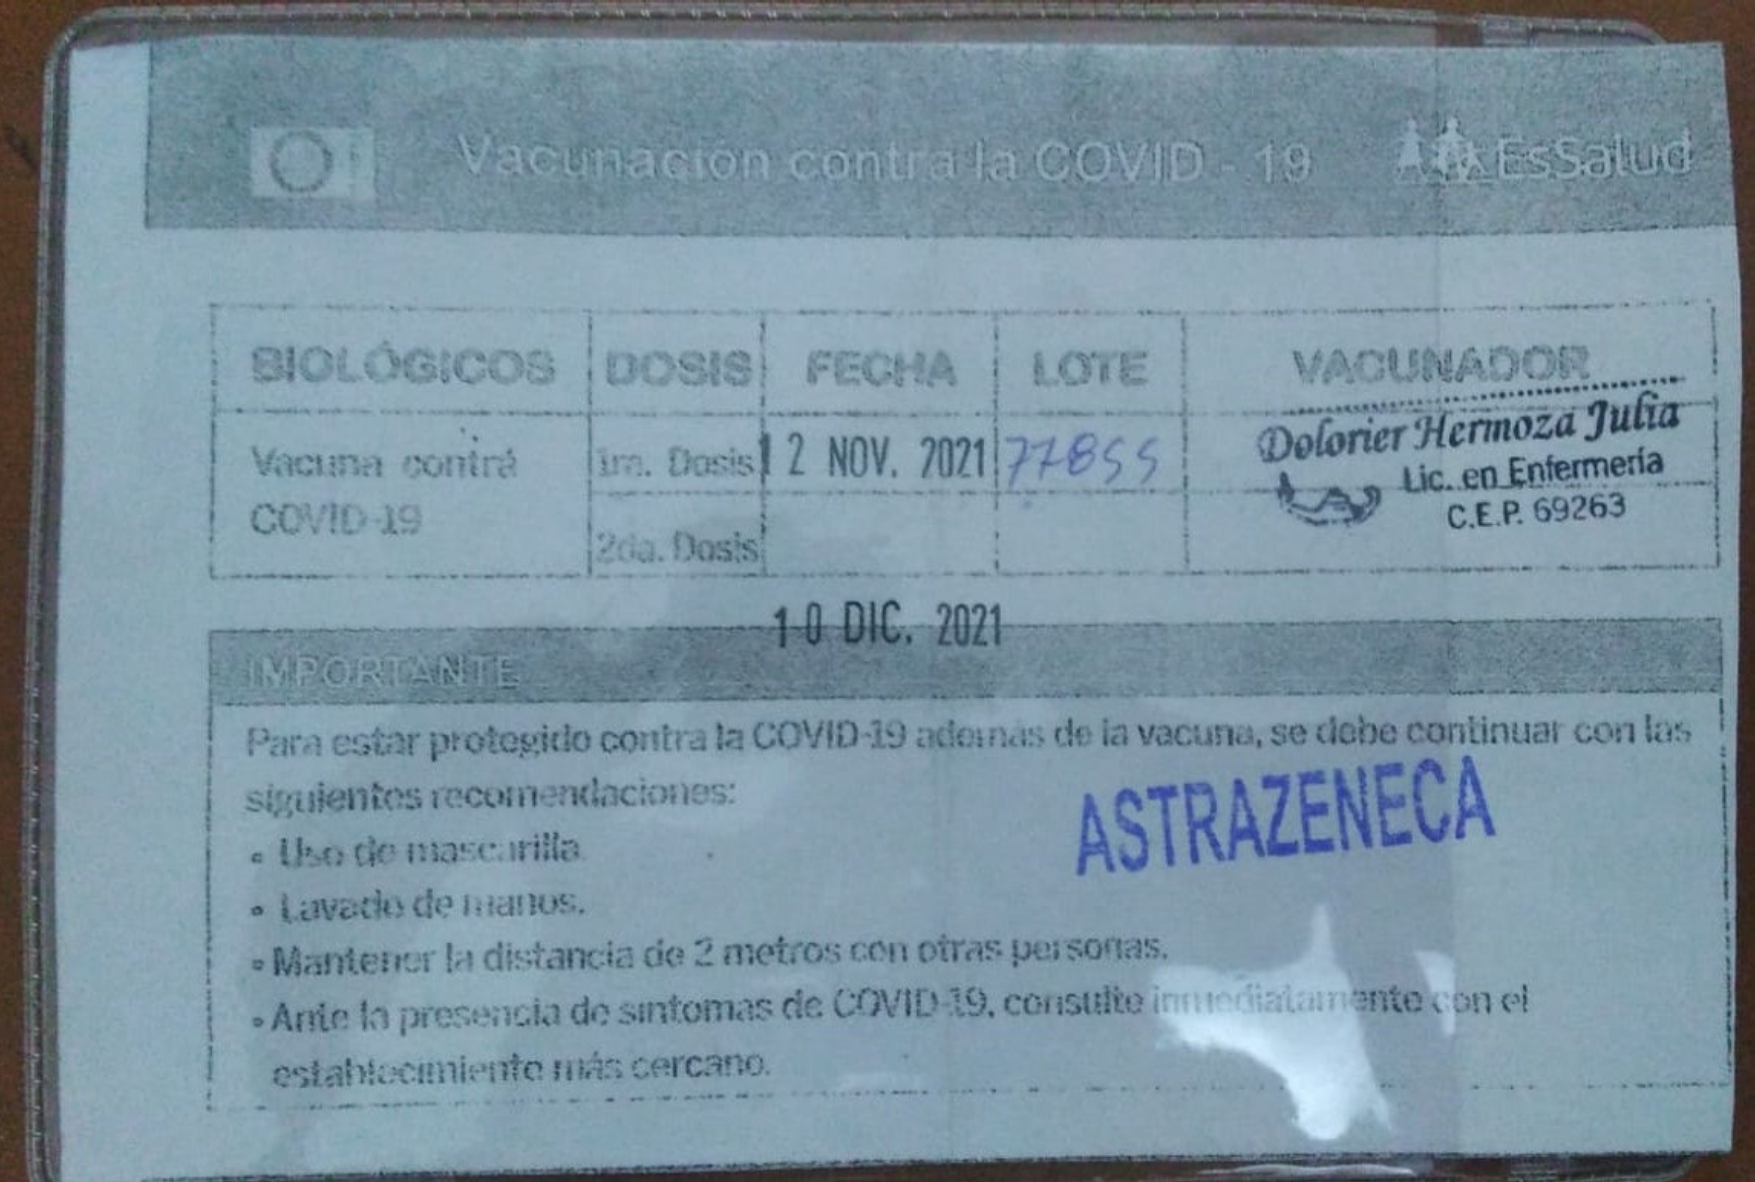 Vacunación contra la COVID - 19
EsSalud
BIOLÓGICOS DOSIS FECHA LOTE VACUNADOR
Vacuna contra COVID-19
1ra. Dosis 12 NOV. 2021 77855
Dolorier Hermoza Julia
Lic. en Enfermería
C.E.P. 69263
2da. Dosis
10 DIC. 2021
IMPORTANTE
Para estar protegido contra la COVID-19 además de la vacuna, se debe continuar con las
siguientes recomendaciones:
ASTRAZENECA
• Uso de mascarilla
• Lavado de manos.
• Mantener la distancia de 2 metros con otras personas.
• Ante la presencia de sintomas de COVID-19, consulte inmediatamente con el
establecimiento más cercano.